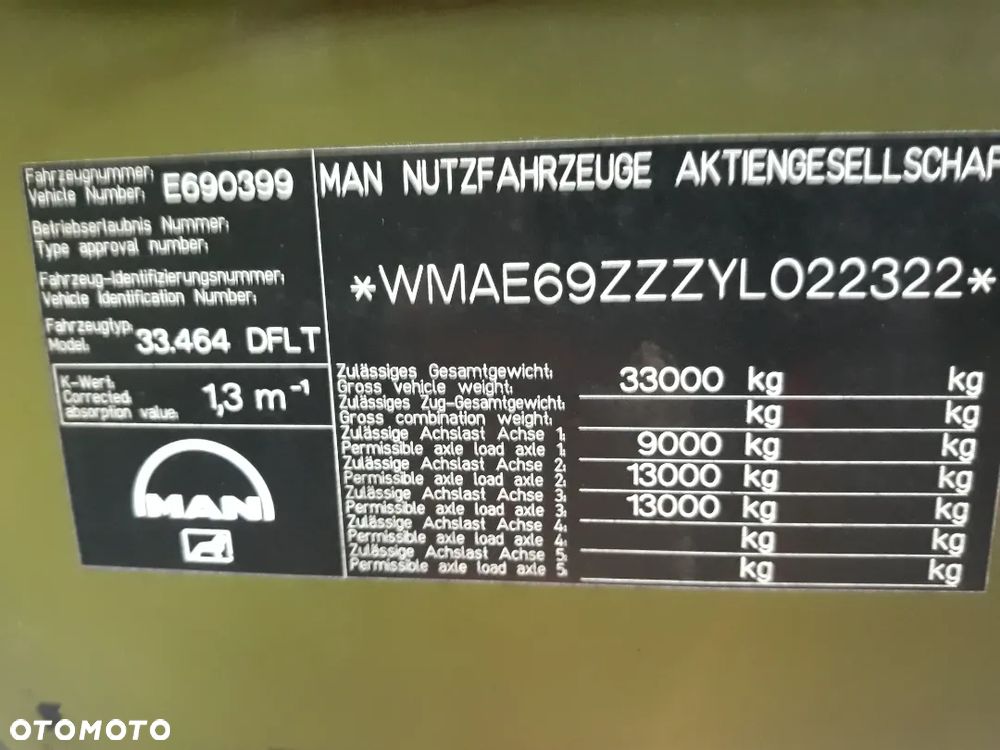 Fahrzeugnummer:
Vehicle Number: E690399
Betriebserlaubnis Nummer:
Type approval number:
Fahrzeug-Identifizierungsnummer:
Vehicle Identification Number:
Fahrzeugtyp:
Model: 33.464 DFLT
K-Wert:
Corrected
absorption value: 1,3 m⁻¹
MAN
MAN NUTZFAHRZEUGE AKTIENGESELLSCHAF
*WMAE69ZZZYL022322*
Zulässiges Gesamtgewicht:
Gross vehicle weight: 33000 kg kg
Zulässiges Zug-Gesamtgewicht:
Gross combination weight: kg kg
Zulässige Achslast Achse 1:
Permissible axle load axle 1: 9000 kg kg
Zulässige Achslast Achse 2:
Permissible axle load axle 2: 13000 kg kg
Zulässige Achslast Achse 3:
Permissible axle load axle 3: 13000 kg kg
Zulässige Achslast Achse 4:
Permissible axle load axle 4: kg kg
Zulässige Achslast Achse 5:
Permissible axle load axle 5: kg kg
OTOMOTO